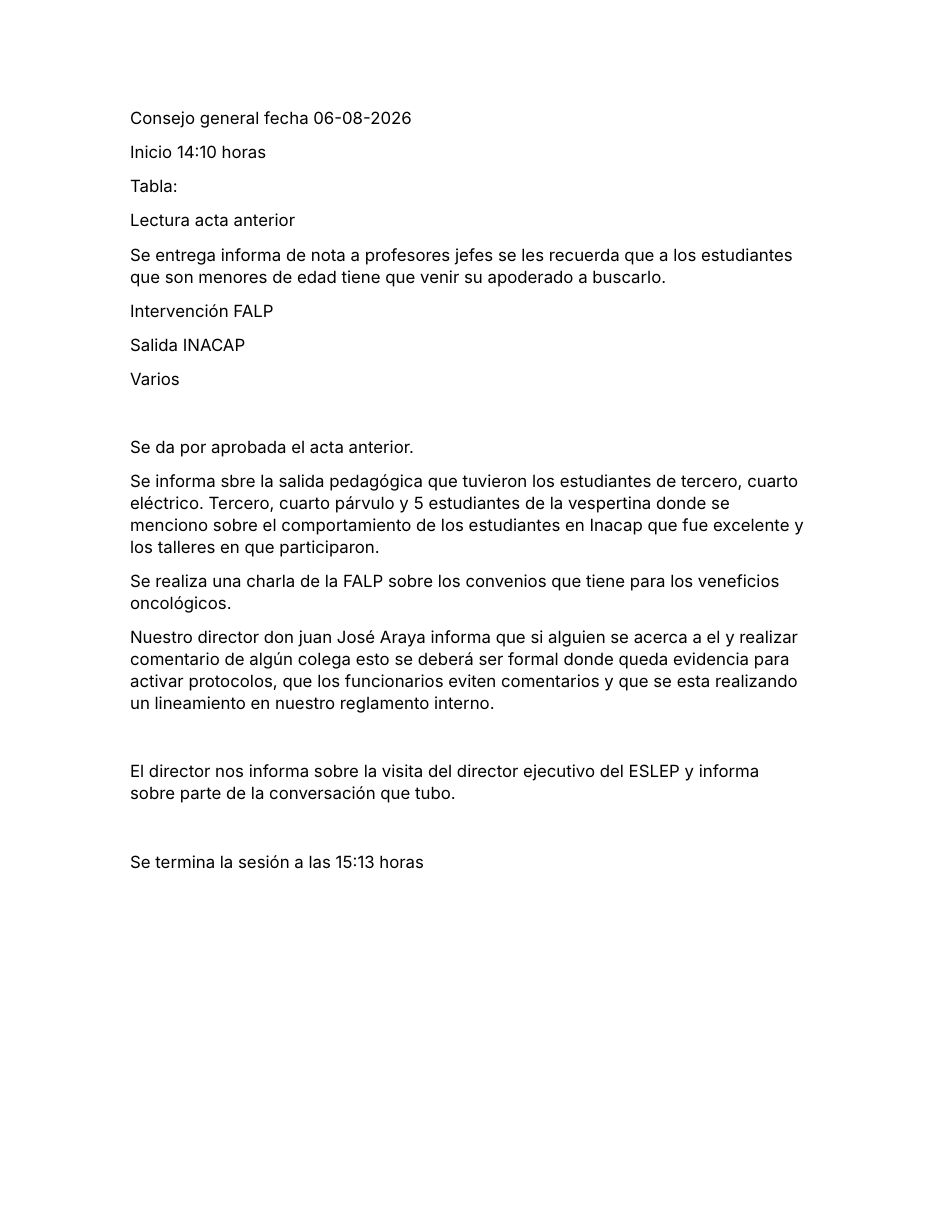 Consejo general fecha 06-08-2026
Inicio 14:10 horas
Tabla:
Lectura acta anterior
Se entrega informa de nota a profesores jefes se les recuerda que a los estudiantes
que son menores de edad tiene que venir su apoderado a buscarlo.
Intervención FALP
Salida INACAP
Varios
Se da por aprobada el acta anterior.
Se informa sbre la salida pedagógica que tuvieron los estudiantes de tercero, cuarto
eléctrico. Tercero, cuarto párvulo y 5 estudiantes de la vespertina donde se
menciono sobre el comportamiento de los estudiantes en Inacap que fue excelente y
los talleres en que participaron.
Se realiza una charla de la FALP sobre los convenios que tiene para los veneficios
oncológicos.
Nuestro director don juan José Araya informa que si alguien se acerca a el y realizar
comentario de algún colega esto se deberá ser formal donde queda evidencia para
activar protocolos, que los funcionarios eviten comentarios y que se esta realizando
un lineamiento en nuestro reglamento interno.
El director nos informa sobre la visita del director ejecutivo del ESLEP y informa
sobre parte de la conversación que tubo.
Se termina la sesión a las 15:13 horas